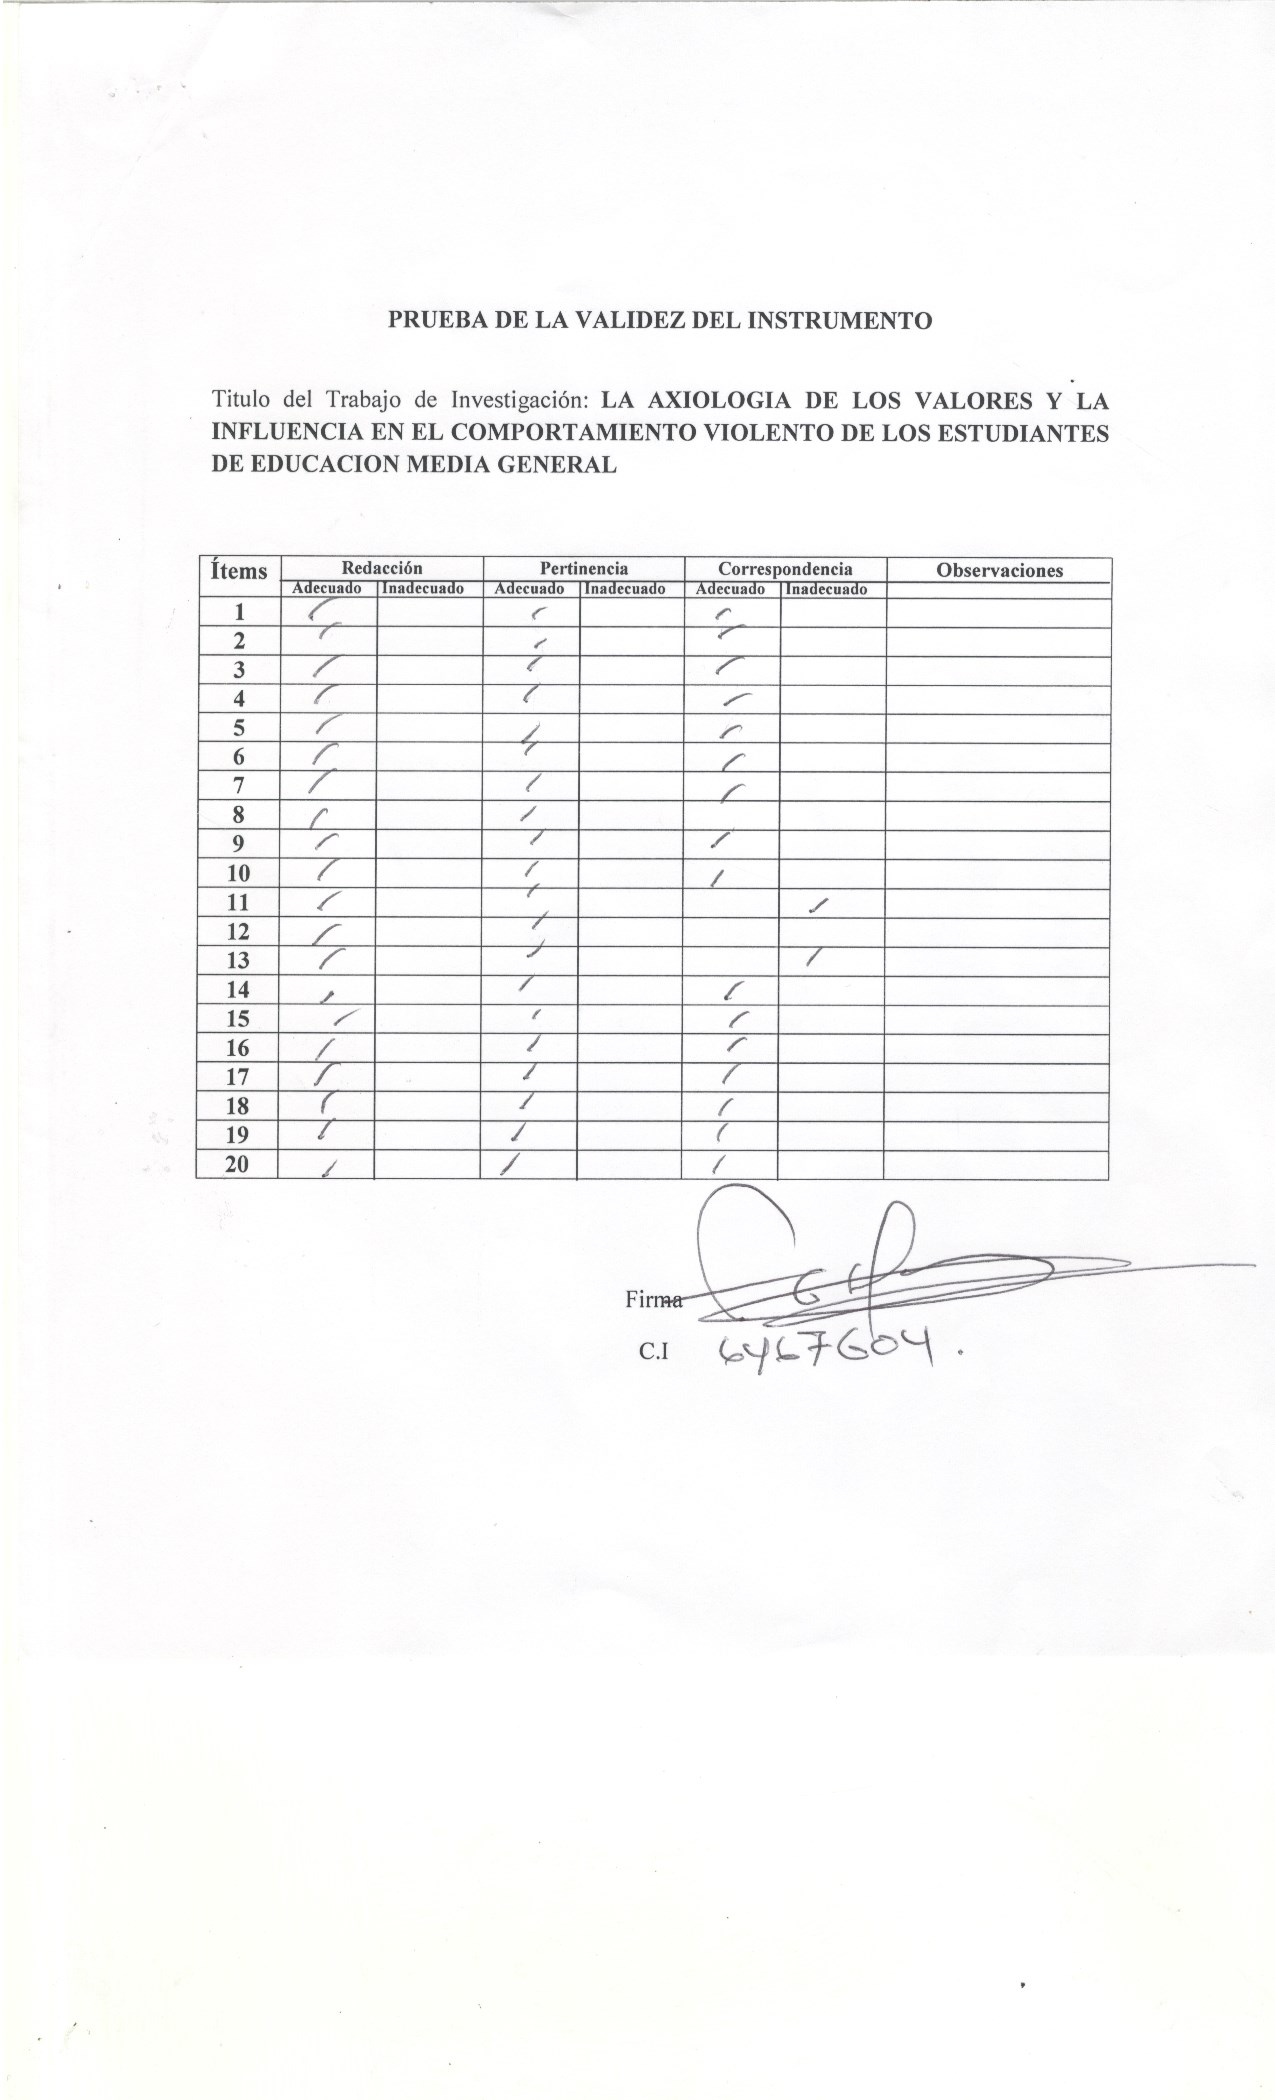 PRUEBA DE LA VALIDEZ DEL INSTRUMENTO
Titulo del Trabajo de Investigación: LA AXIOLOGIA DE LOS VALORES Y LA
INFLUENCIA EN EL COMPORTAMIENTO VIOLENTO DE LOS ESTUDIANTES
DE EDUCACION MEDIA GENERAL
Ítems Redacción Pertinencia Correspondencia Observaciones
Adecuado Inadecuado Adecuado Inadecuado Adecuado Inadecuado
1
2
3
4
5
6
7
8
9
10
11
12
13
14
15
16
17
18
19
20
Firma
C.I 6467604.